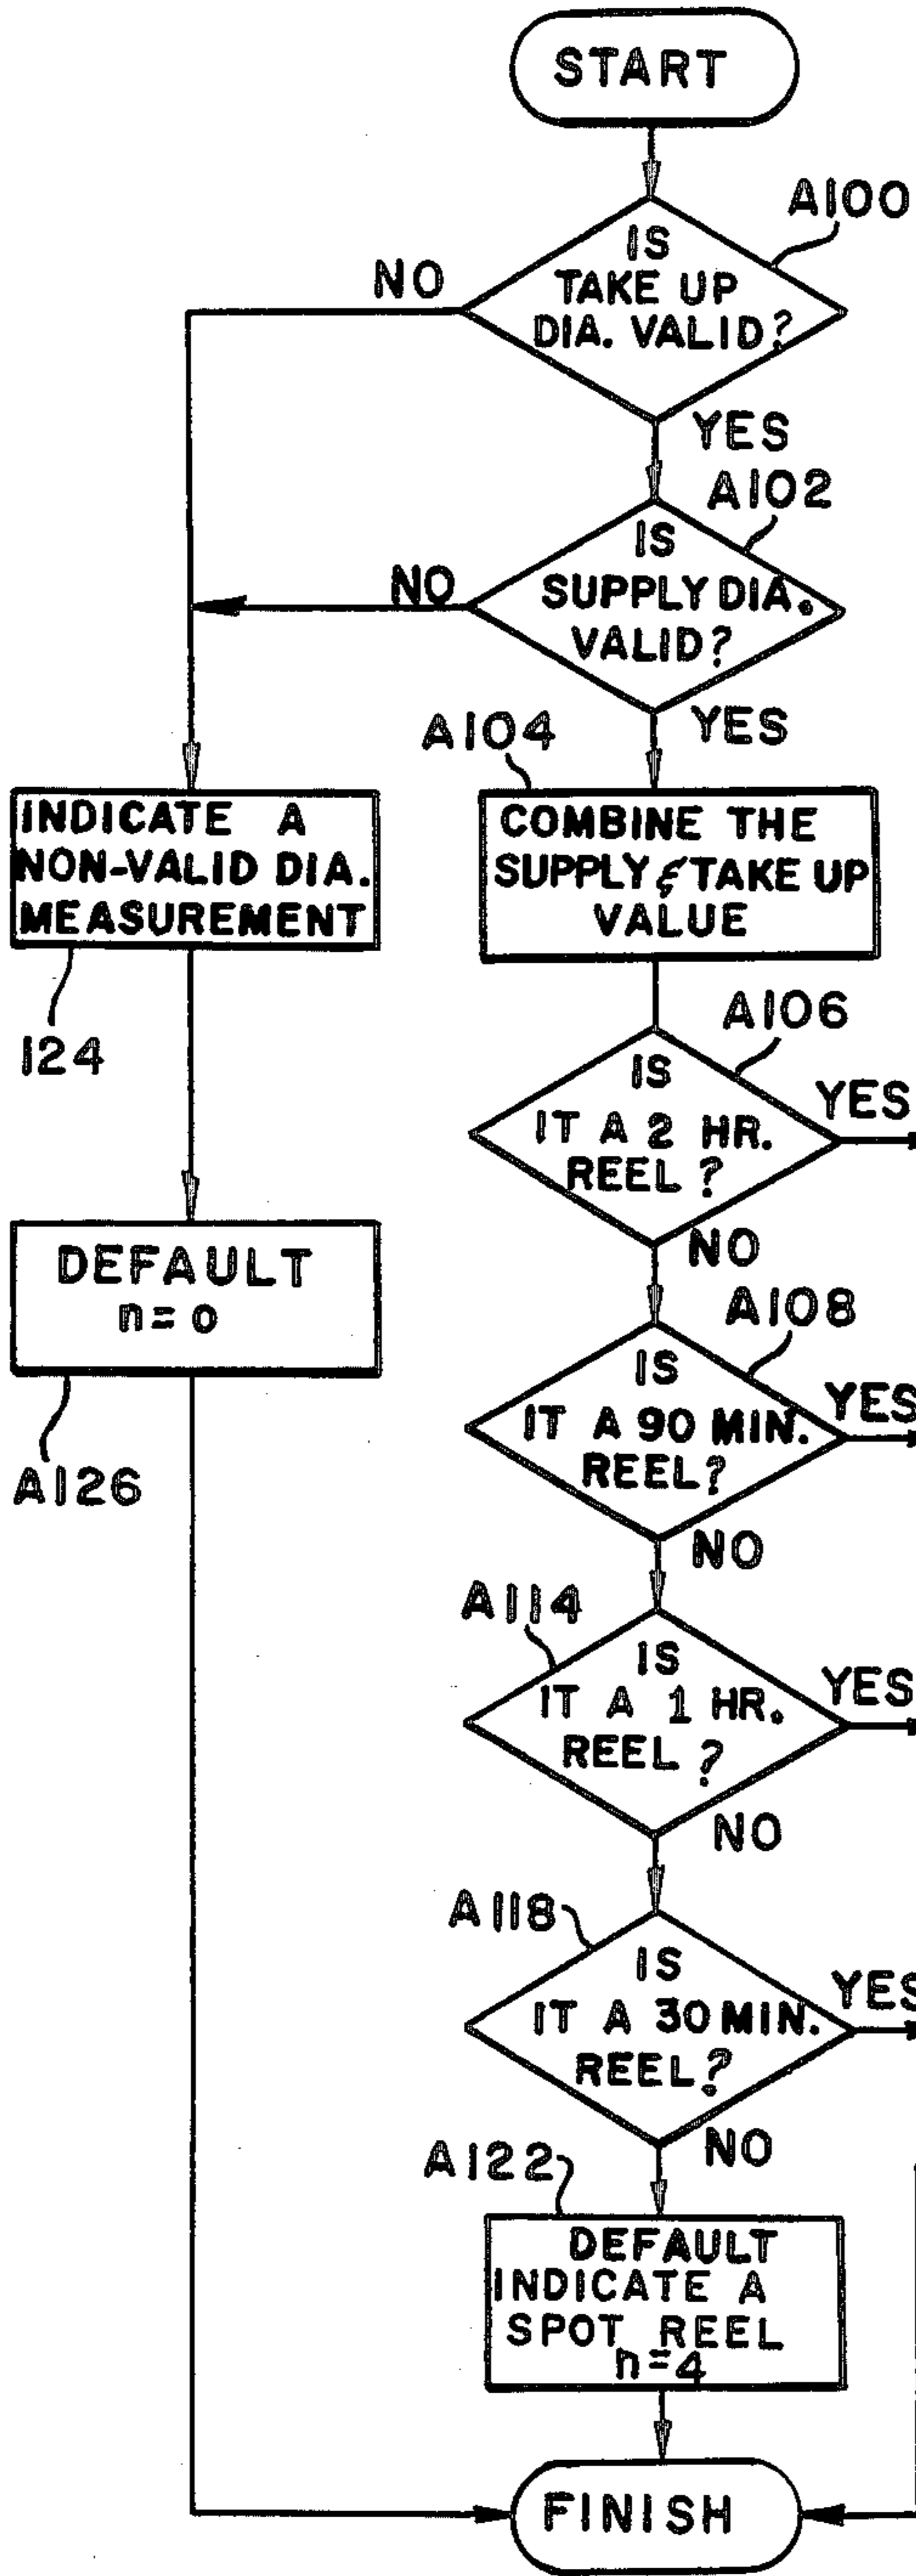 START
A100
IS
TAKE UP
DIA. VALID?
NO
YES
A102
IS
SUPPLY DIA.
VALID?
NO
YES
A104
COMBINE THE
SUPPLY & TAKE UP
VALUE
INDICATE A
NON-VALID DIA.
MEASUREMENT
124
A106
IS
IT A 2 HR.
REEL?
YES
NO
DEFAULT
n=0
A126
A108
IS
IT A 90 MIN.
REEL?
YES
NO
A114
IS
IT A 1 HR.
REEL?
YES
NO
A118
IS
IT A 30 MIN.
REEL?
YES
NO
A122
DEFAULT
INDICATE A
SPOT REEL
n=4
FINISH